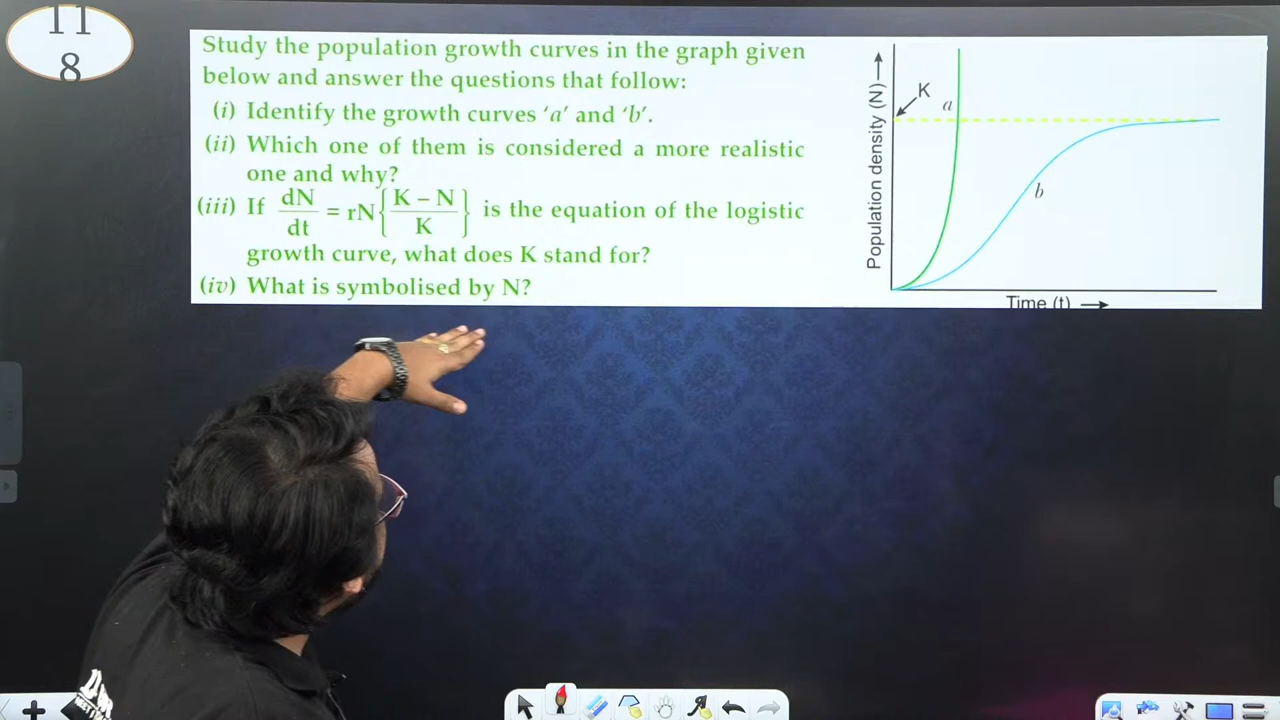 11
8
Study the population growth curves in the graph given
below and answer the questions that follow:
(i) Identify the growth curves ‘a’ and ‘b’.
(ii) Which one of them is considered a more realistic
one and why?
(iii) If dN/dt = rN{K – N/K} is the equation of the logistic
growth curve, what does K stand for?
(iv) What is symbolised by N?
Population density (N)
K
a
b
Time (t)